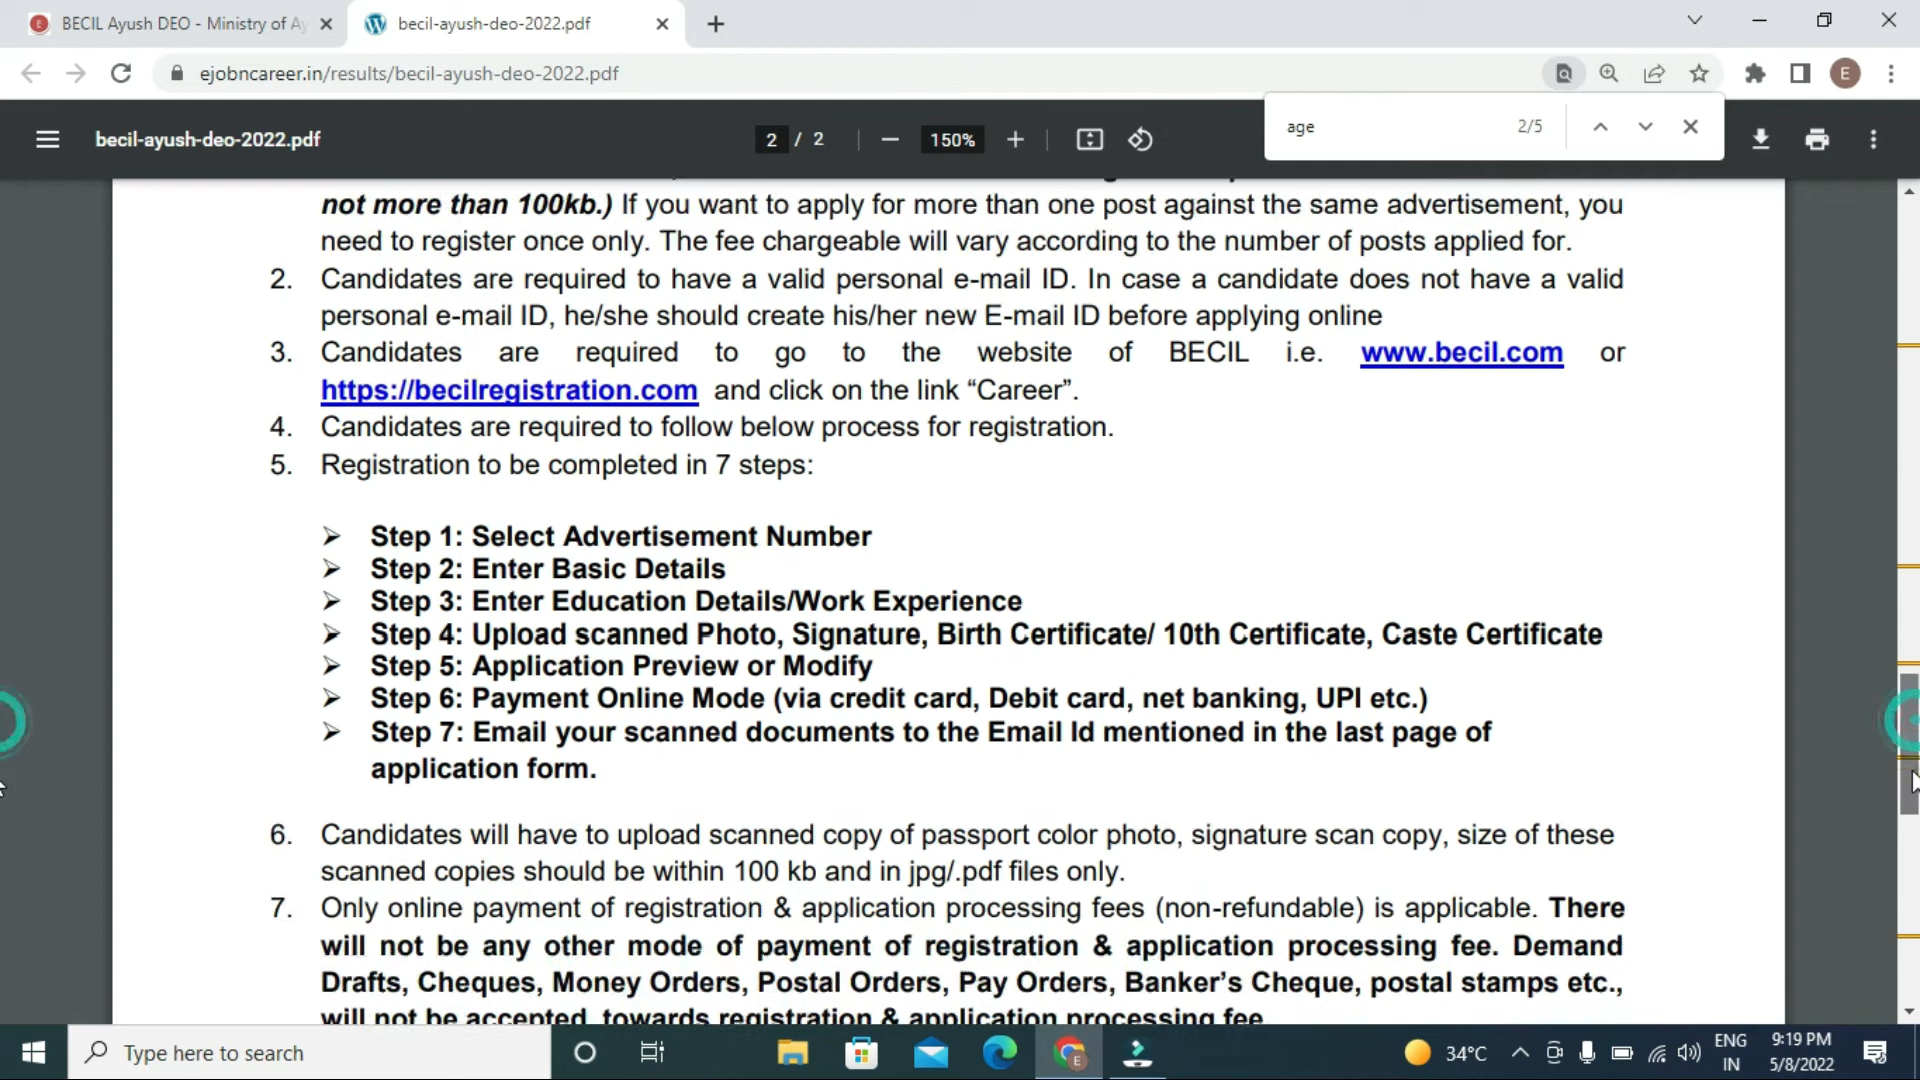 BECIL Ayush DEO - Ministry of Ay
becil-ayush-deo-2022.pdf
ejobncareer.in/results/becil-ayush-deo-2022.pdf
E
becil-ayush-deo-2022.pdf
2 / 2
150%
age
2/5
not more than 100kb.) If you want to apply for more than one post against the same advertisement, you
need to register once only. The fee chargeable will vary according to the number of posts applied for.
2. Candidates are required to have a valid personal e-mail ID. In case a candidate does not have a valid
personal e-mail ID, he/she should create his/her new E-mail ID before applying online
3. Candidates are required to go to the website of BECIL i.e. www.becil.com or
https://becilregistration.com and click on the link “Career”.
4. Candidates are required to follow below process for registration.
5. Registration to be completed in 7 steps:
➢ Step 1: Select Advertisement Number
➢ Step 2: Enter Basic Details
➢ Step 3: Enter Education Details/Work Experience
➢ Step 4: Upload scanned Photo, Signature, Birth Certificate/ 10th Certificate, Caste Certificate
➢ Step 5: Application Preview or Modify
➢ Step 6: Payment Online Mode (via credit card, Debit card, net banking, UPI etc.)
➢ Step 7: Email your scanned documents to the Email Id mentioned in the last page of
application form.
6. Candidates will have to upload scanned copy of passport color photo, signature scan copy, size of these
scanned copies should be within 100 kb and in jpg/.pdf files only.
7. Only online payment of registration & application processing fees (non-refundable) is applicable. There
will not be any other mode of payment of registration & application processing fee. Demand
Drafts, Cheques, Money Orders, Postal Orders, Pay Orders, Banker’s Cheque, postal stamps etc.,
will not be accepted, towards registration & application processing fee
Type here to search
34°C
ENG
IN
9:19 PM
5/8/2022